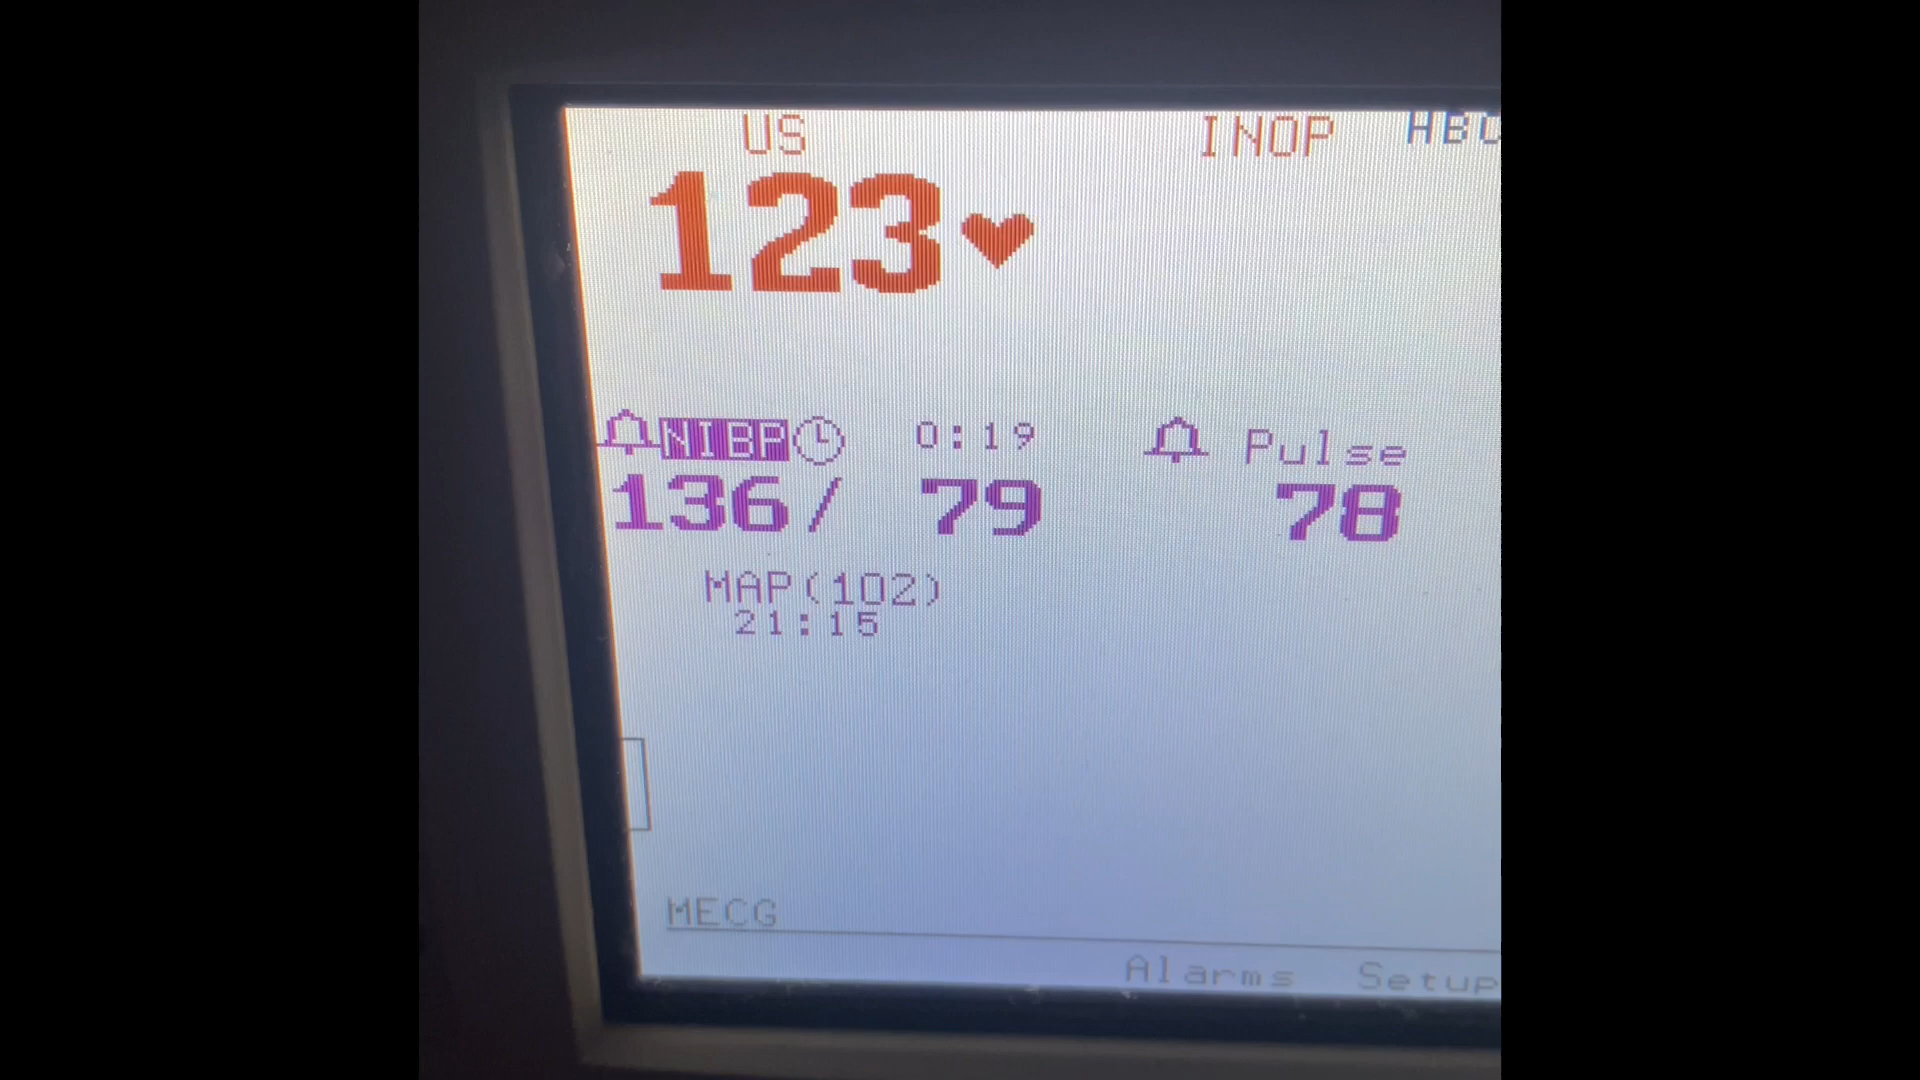 US INOP
123
NIBP 0:19 Pulse
136/ 79 78
MAP(102)
21:15
MECG
Alarms Setup